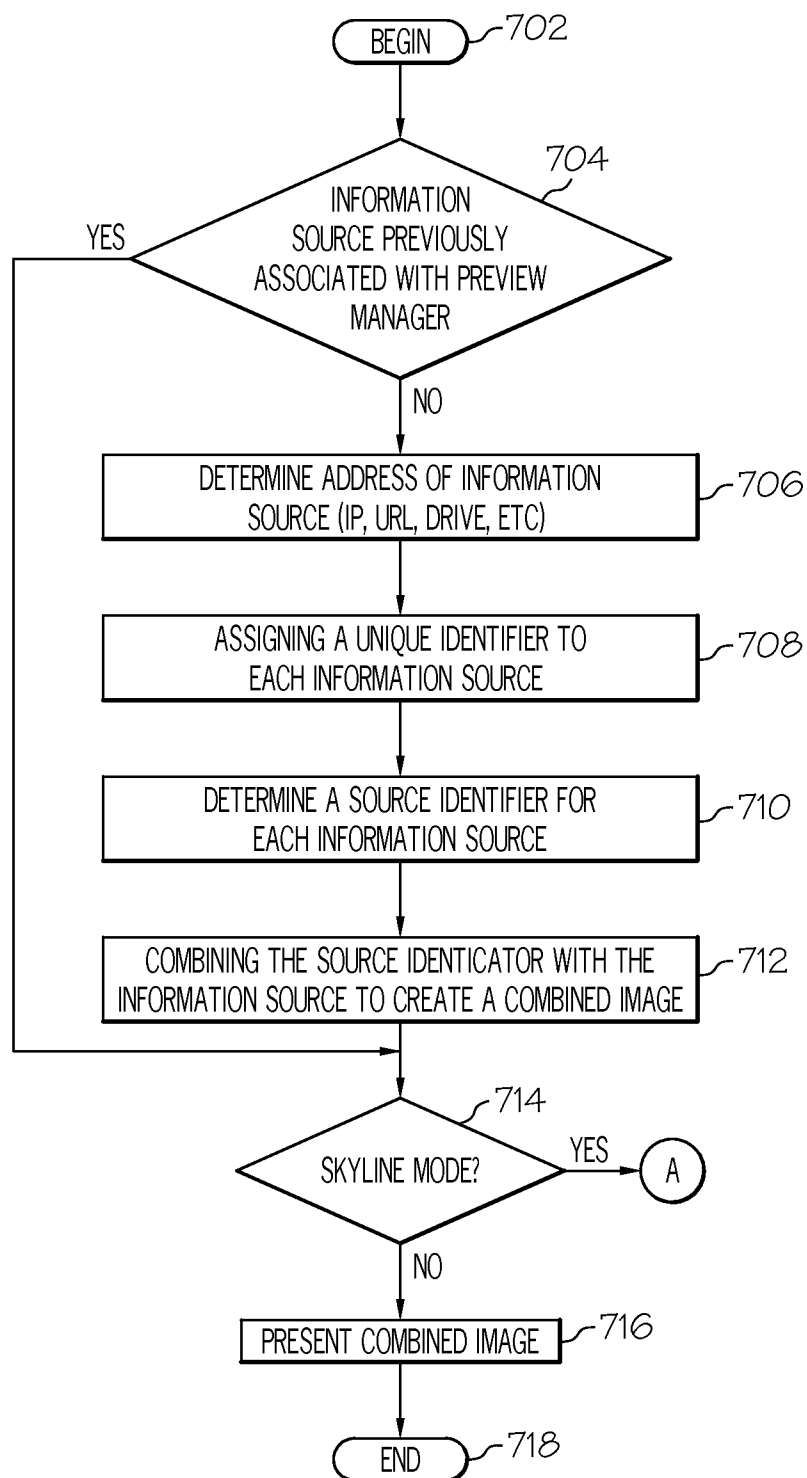 BEGIN
702
704
INFORMATION
SOURCE PREVIOUSLY
ASSOCIATED WITH PREVIEW
MANAGER
YES
NO
DETERMINE ADDRESS OF INFORMATION
SOURCE (IP, URL, DRIVE, ETC)
706
ASSIGNING A UNIQUE IDENTIFIER TO
EACH INFORMATION SOURCE
708
DETERMINE A SOURCE IDENTIFIER FOR
EACH INFORMATION SOURCE
710
COMBINING THE SOURCE IDENTICATOR WITH THE
INFORMATION SOURCE TO CREATE A COMBINED IMAGE
712
714
SKYLINE MODE?
YES
A
NO
PRESENT COMBINED IMAGE
716
END
718